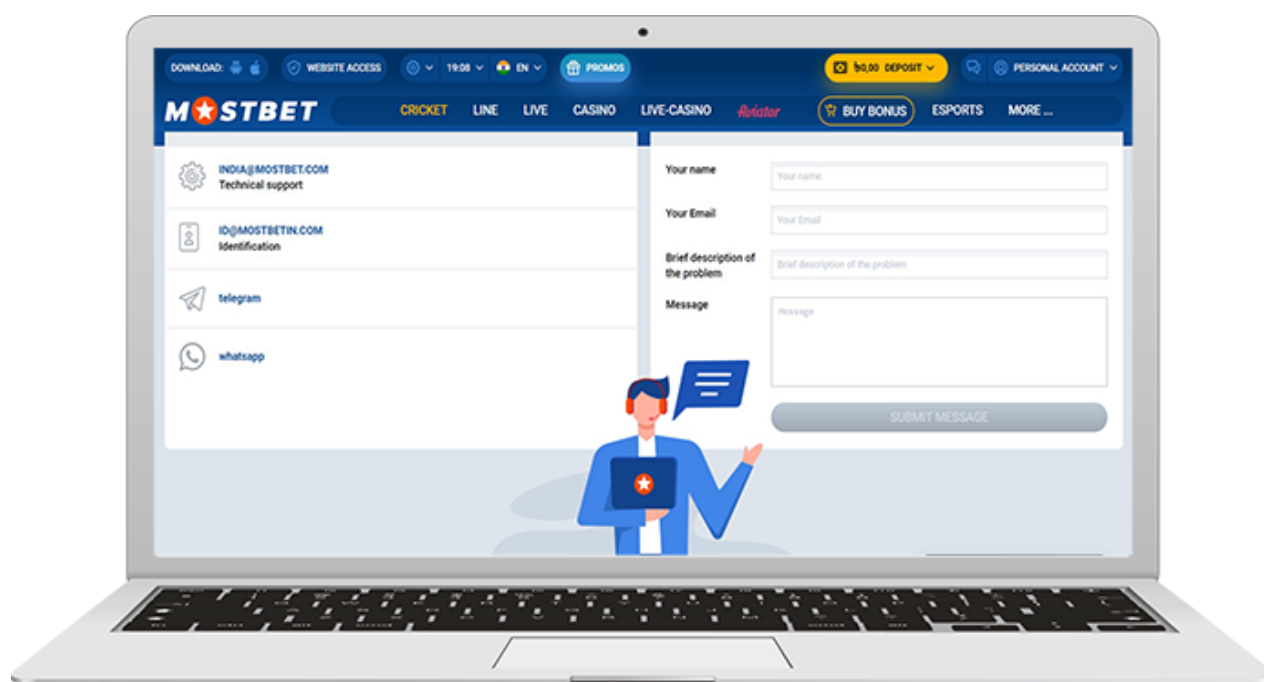 DOWNLOAD:
WEBSITE ACCESS
19:08
EN
PROMOS
৳0,00 DEPOSIT
PERSONAL ACCOUNT
MOSTBET
CRICKET
LINE
LIVE
CASINO
LIVE-CASINO
Aviator
BUY BONUS
ESPORTS
MORE ...
INDIA@MOSTBET.COM
Technical support
ID@MOSTBETIN.COM
Identification
telegram
whatsapp
Your name
Your name
Your Email
Your Email
Brief description of
the problem
Brief description of the problem
Message
Message
SUBMIT MESSAGE